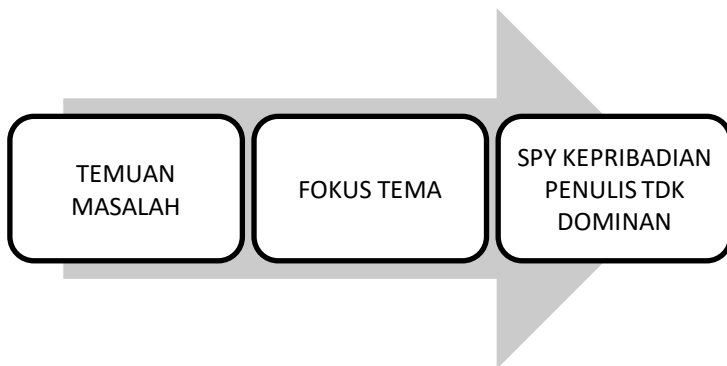 TEMUAN
MASALAH
FOKUS TEMA
SPY KEPRIBADIAN
PENULIS TDK
DOMINAN